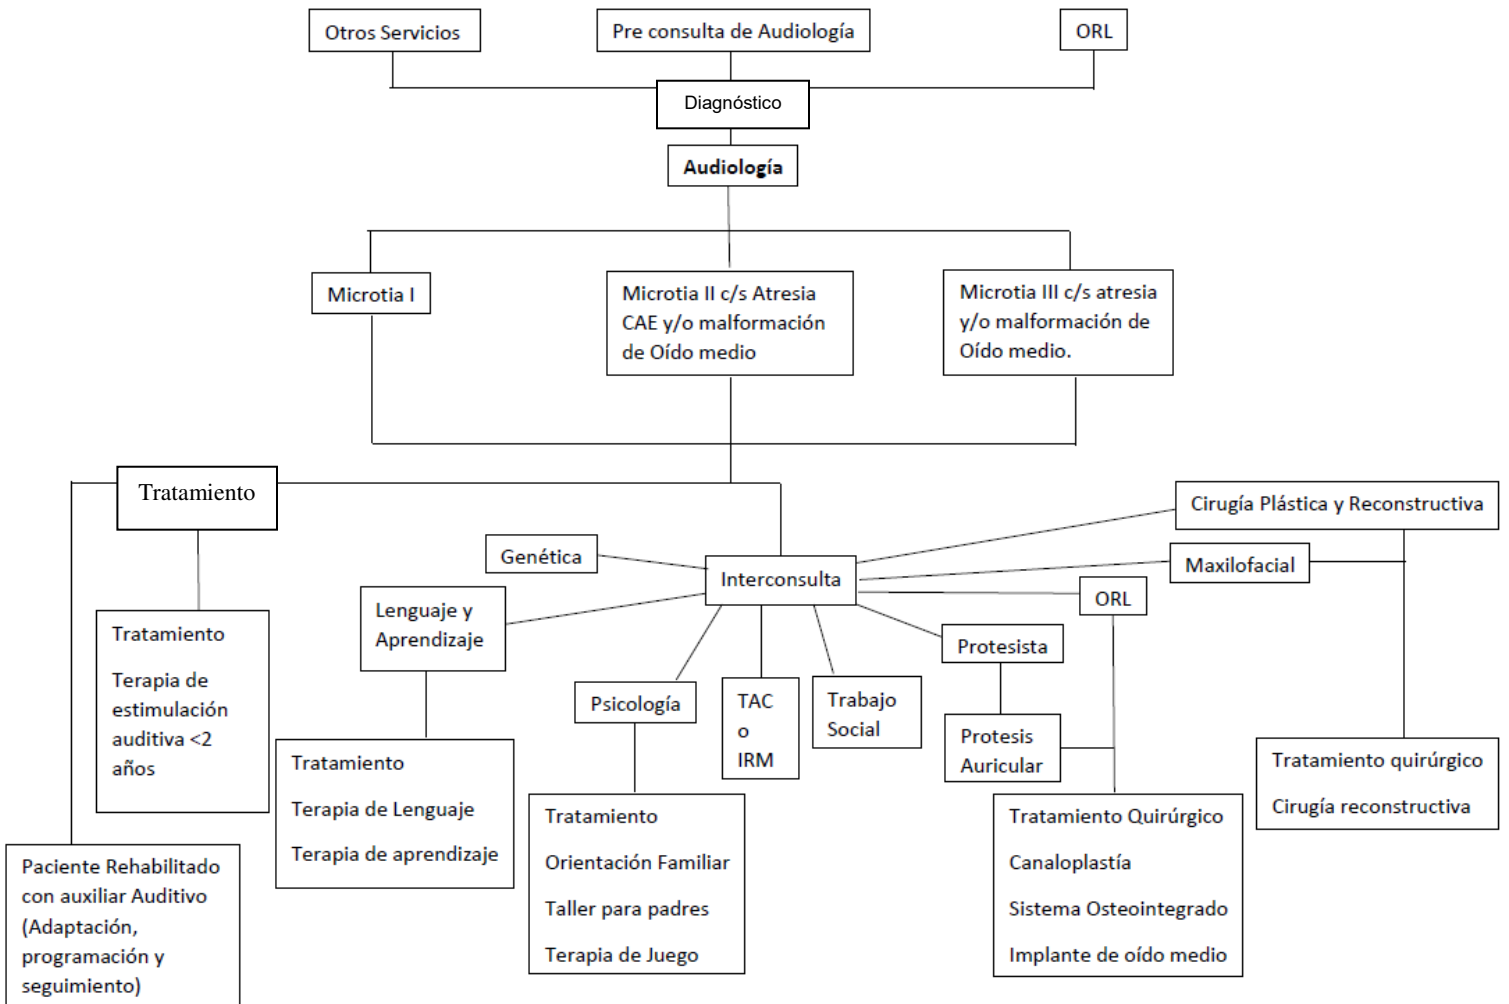 Otros Servicios
Pre consulta de Audiología
ORL
Diagnóstico
Audiología
Microtia I
Microtia II c/s Atresia
CAE y/o malformación
de Oído medio
Microtia III c/s atresia
y/o malformación de
Oído medio.
Tratamiento
Cirugía Plástica y Reconstructiva
Genética
Interconsulta
Maxilofacial
ORL
Lenguaje y
Aprendizaje
Protesista
Tratamiento
Terapia de
estimulación
auditiva <2
años
Psicología
TAC
o
IRM
Trabajo
Social
Protesis
Auricular
Tratamiento
Terapia de Lenguaje
Terapia de aprendizaje
Tratamiento quirúrgico
Cirugía reconstructiva
Tratamiento
Orientación Familiar
Taller para padres
Terapia de Juego
Tratamiento Quirúrgico
Canaloplastía
Sistema Osteointegrado
Implante de oído medio
Paciente Rehabilitado
con auxiliar Auditivo
(Adaptación,
programación y
seguimiento)